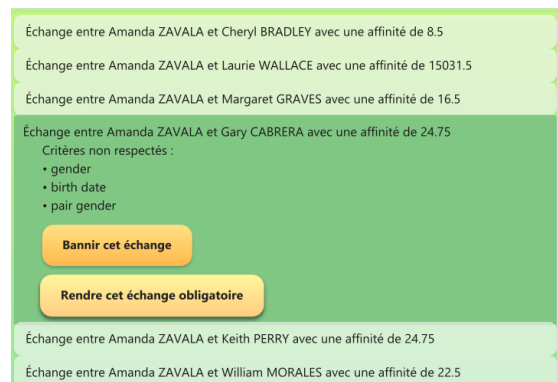 Échange entre Amanda ZAVALA et Cheryl BRADLEY avec une affinité de 8.5
Échange entre Amanda ZAVALA et Laurie WALLACE avec une affinité de 15031.5
Échange entre Amanda ZAVALA et Margaret GRAVES avec une affinité de 16.5
Échange entre Amanda ZAVALA et Gary CABRERA avec une affinité de 24.75
Critères non respectés :
• gender
• birth date
• pair gender
Bannir cet échange
Rendre cet échange obligatoire
Échange entre Amanda ZAVALA et Keith PERRY avec une affinité de 24.75
Échange entre Amanda ZAVALA et William MORALES avec une affinité de 22.5